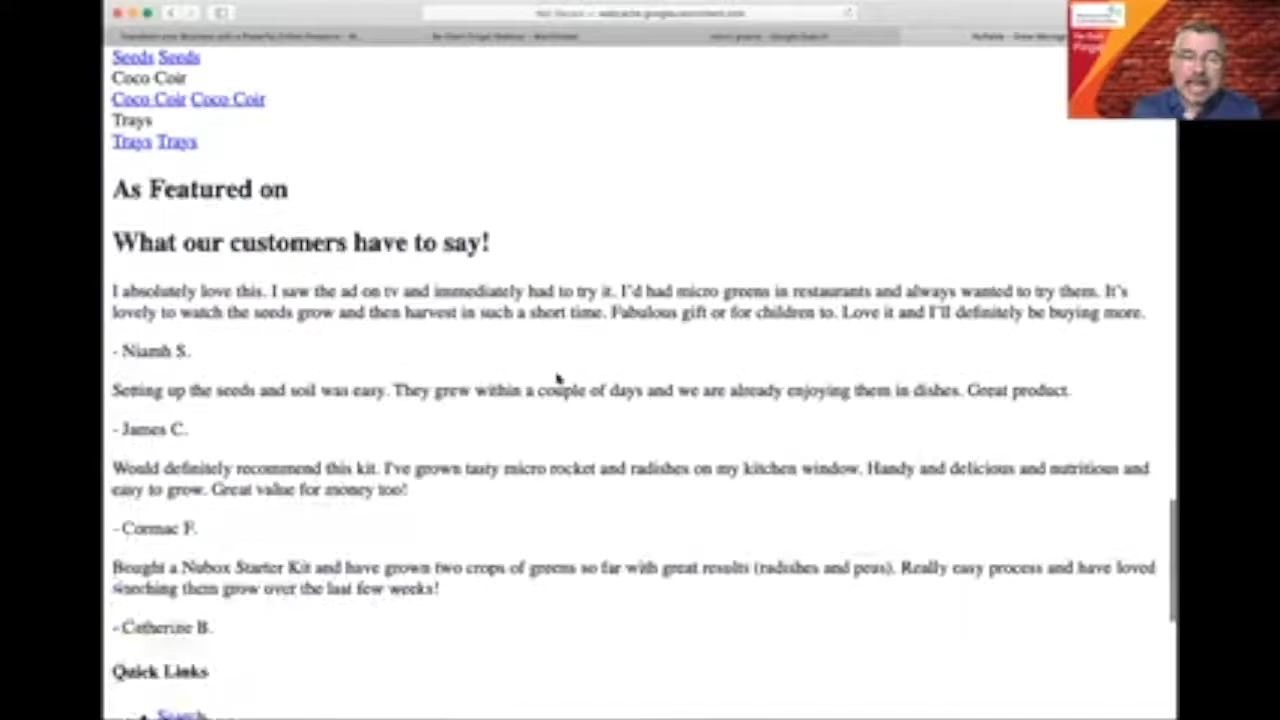 Seeds Seeds
Coco Coir
Coco Coir Coco Coir
Trays
Trays Trays
As Featured on
What our customers have to say!
I absolutely love this. I saw the ad on tv and immediately had to try it. I'd had micro greens in restaurants and always wanted to try them. It's
lovely to watch the seeds grow and then harvest in such a short time. Fabulous gift or for children to. Love it and I'll definitely be buying more.
- Niamh S.
Setting up the seeds and soil was easy. They grew within a couple of days and we are already enjoying them in dishes. Great product.
- James C.
Would definitely recommend this kit. I've grown tasty micro rocket and radishes on my kitchen window. Handy and delicious and nutritious and
easy to grow. Great value for money too!
- Cormac F.
Bought a Nubox Starter Kit and have grown two crops of greens so far with great results (radishes and peas). Really easy process and have loved
watching them grow over the last few weeks!
- Catherine B.
Quick Links
Search